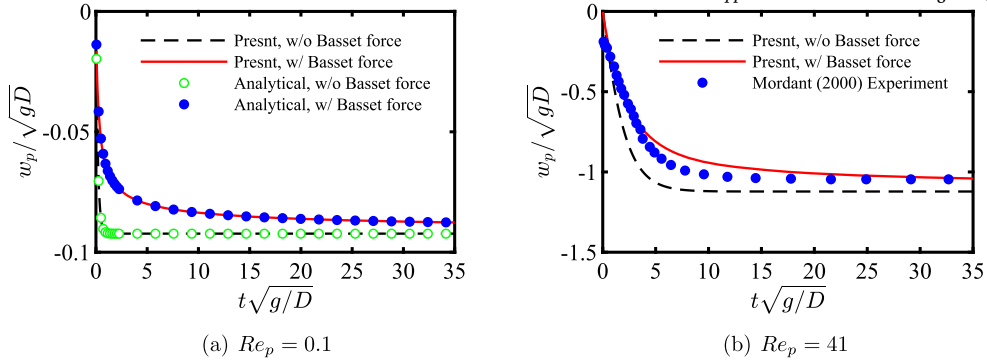 0
-0.05
-0.1
w_p/√gD
Presnt, w/o Basset force
Presnt, w/ Basset force
Analytical, w/o Basset force
Analytical, w/ Basset force
0 5 10 15 20 25 30 35
t√g/D
(a) Re_p = 0.1
0
-0.5
-1
-1.5
w_p/√gD
Presnt, w/o Basset force
Presnt, w/ Basset force
Mordant (2000) Experiment
0 5 10 15 20 25 30 35
t√g/D
(b) Re_p = 41